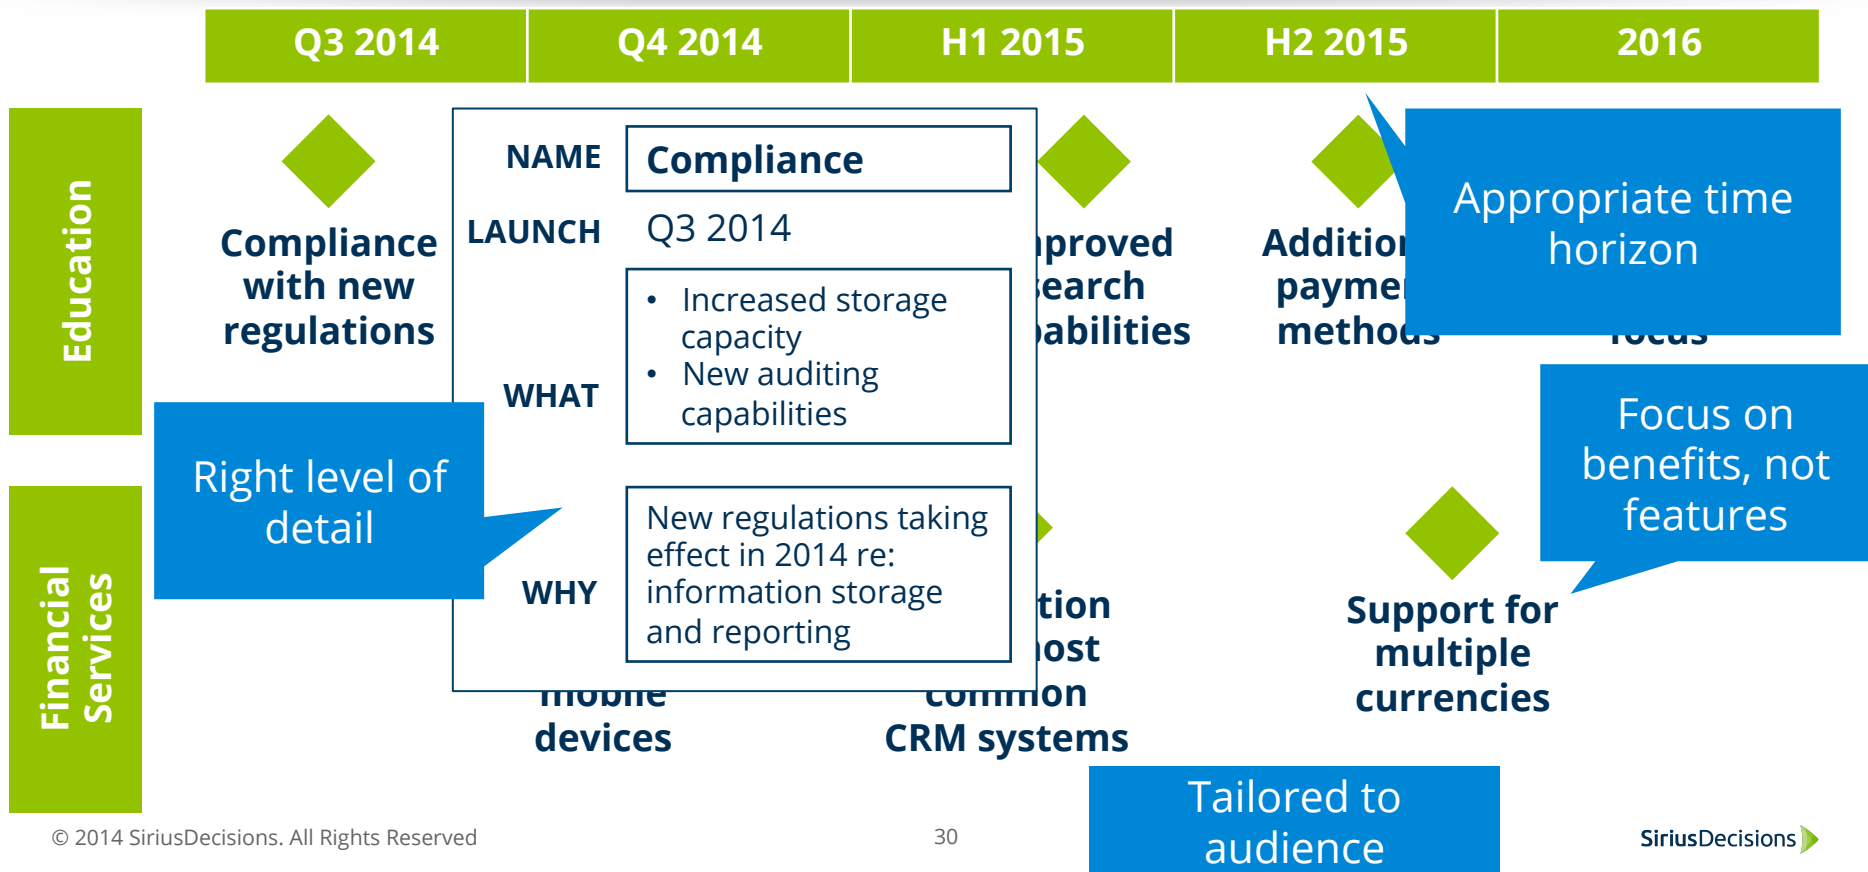 Q3 2014
Q4 2014
H1 2015
H2 2015
2016
Education
Compliance
with new
regulations
NAME
Compliance
LAUNCH
Q3 2014
WHAT
• Increased storage
capacity
• New auditing
capabilities
WHY
New regulations taking
effect in 2014 re:
information storage
and reporting
methods
Appropriate time
horizon
Right level of
detail
Focus on
benefits, not
features
Financial
Services
mobile
devices
common
CRM systems
Support for
multiple
currencies
Tailored to
audience
© 2014 SiriusDecisions. All Rights Reserved
30
SiriusDecisions